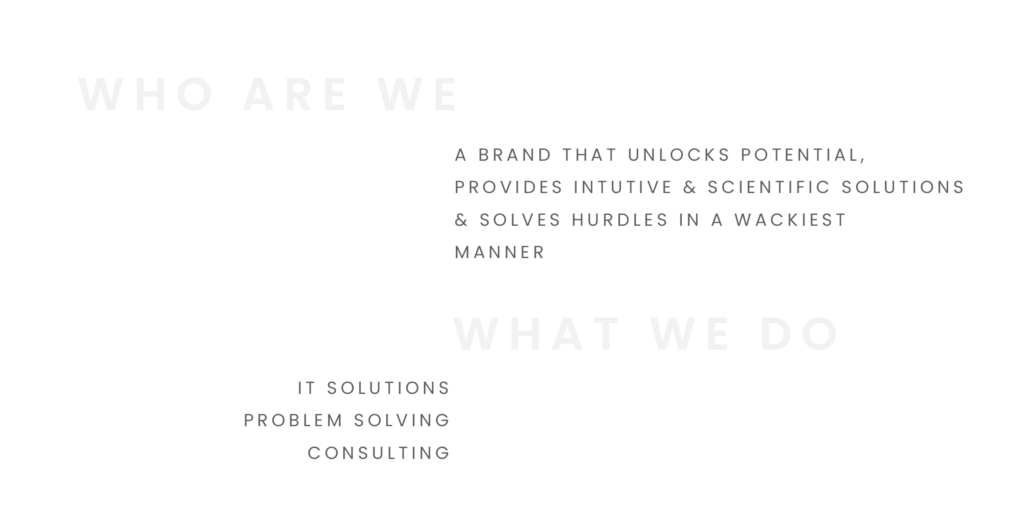 WHO ARE WE
A BRAND THAT UNLOCKS POTENTIAL,
PROVIDES INTUTIVE & SCIENTIFIC SOLUTIONS
& SOLVES HURDLES IN A WACKIEST
MANNER
WHAT WE DO
IT SOLUTIONS
PROBLEM SOLVING
CONSULTING